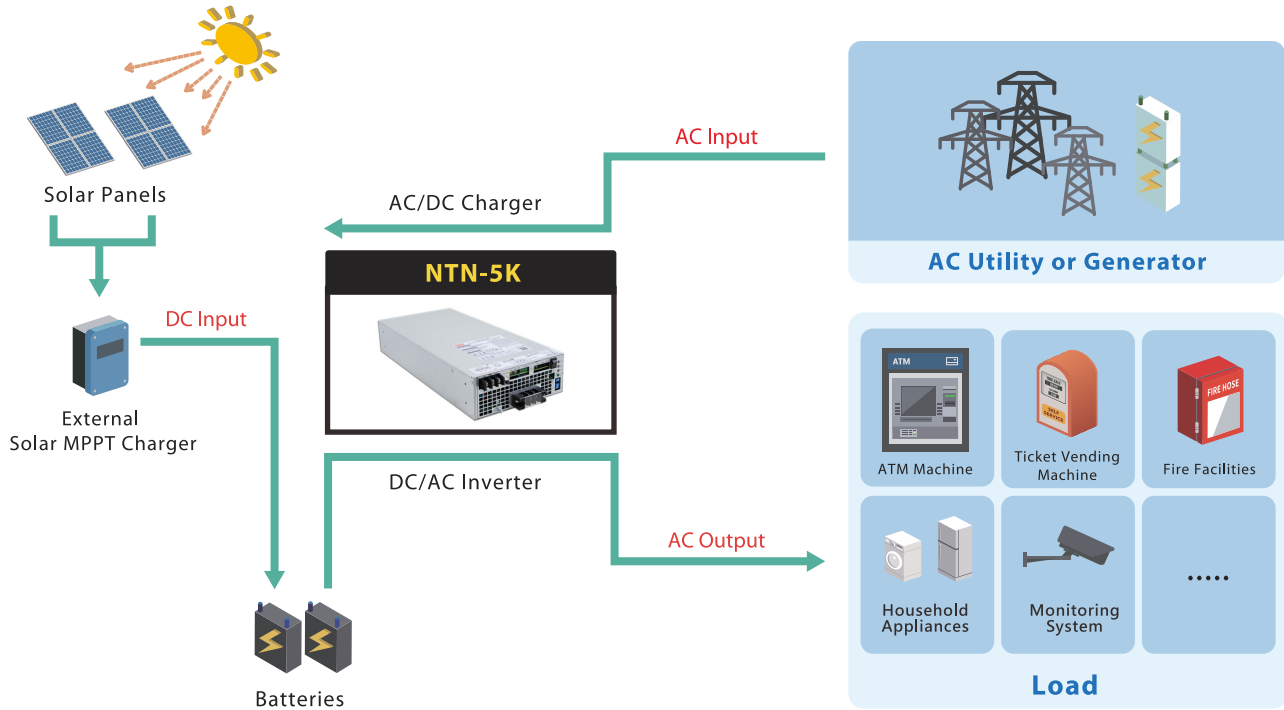 Solar Panels
AC Input
AC/DC Charger
AC Utility or Generator
NTN-5K
DC Input
External
Solar MPPT Charger
DC/AC Inverter
AC Output
Batteries
ATM
ATM Machine
SELF
SERVICE
Ticket Vending
Machine
FIRE HOSE
Fire Facilities
Household
Appliances
Monitoring
System
.....
Load